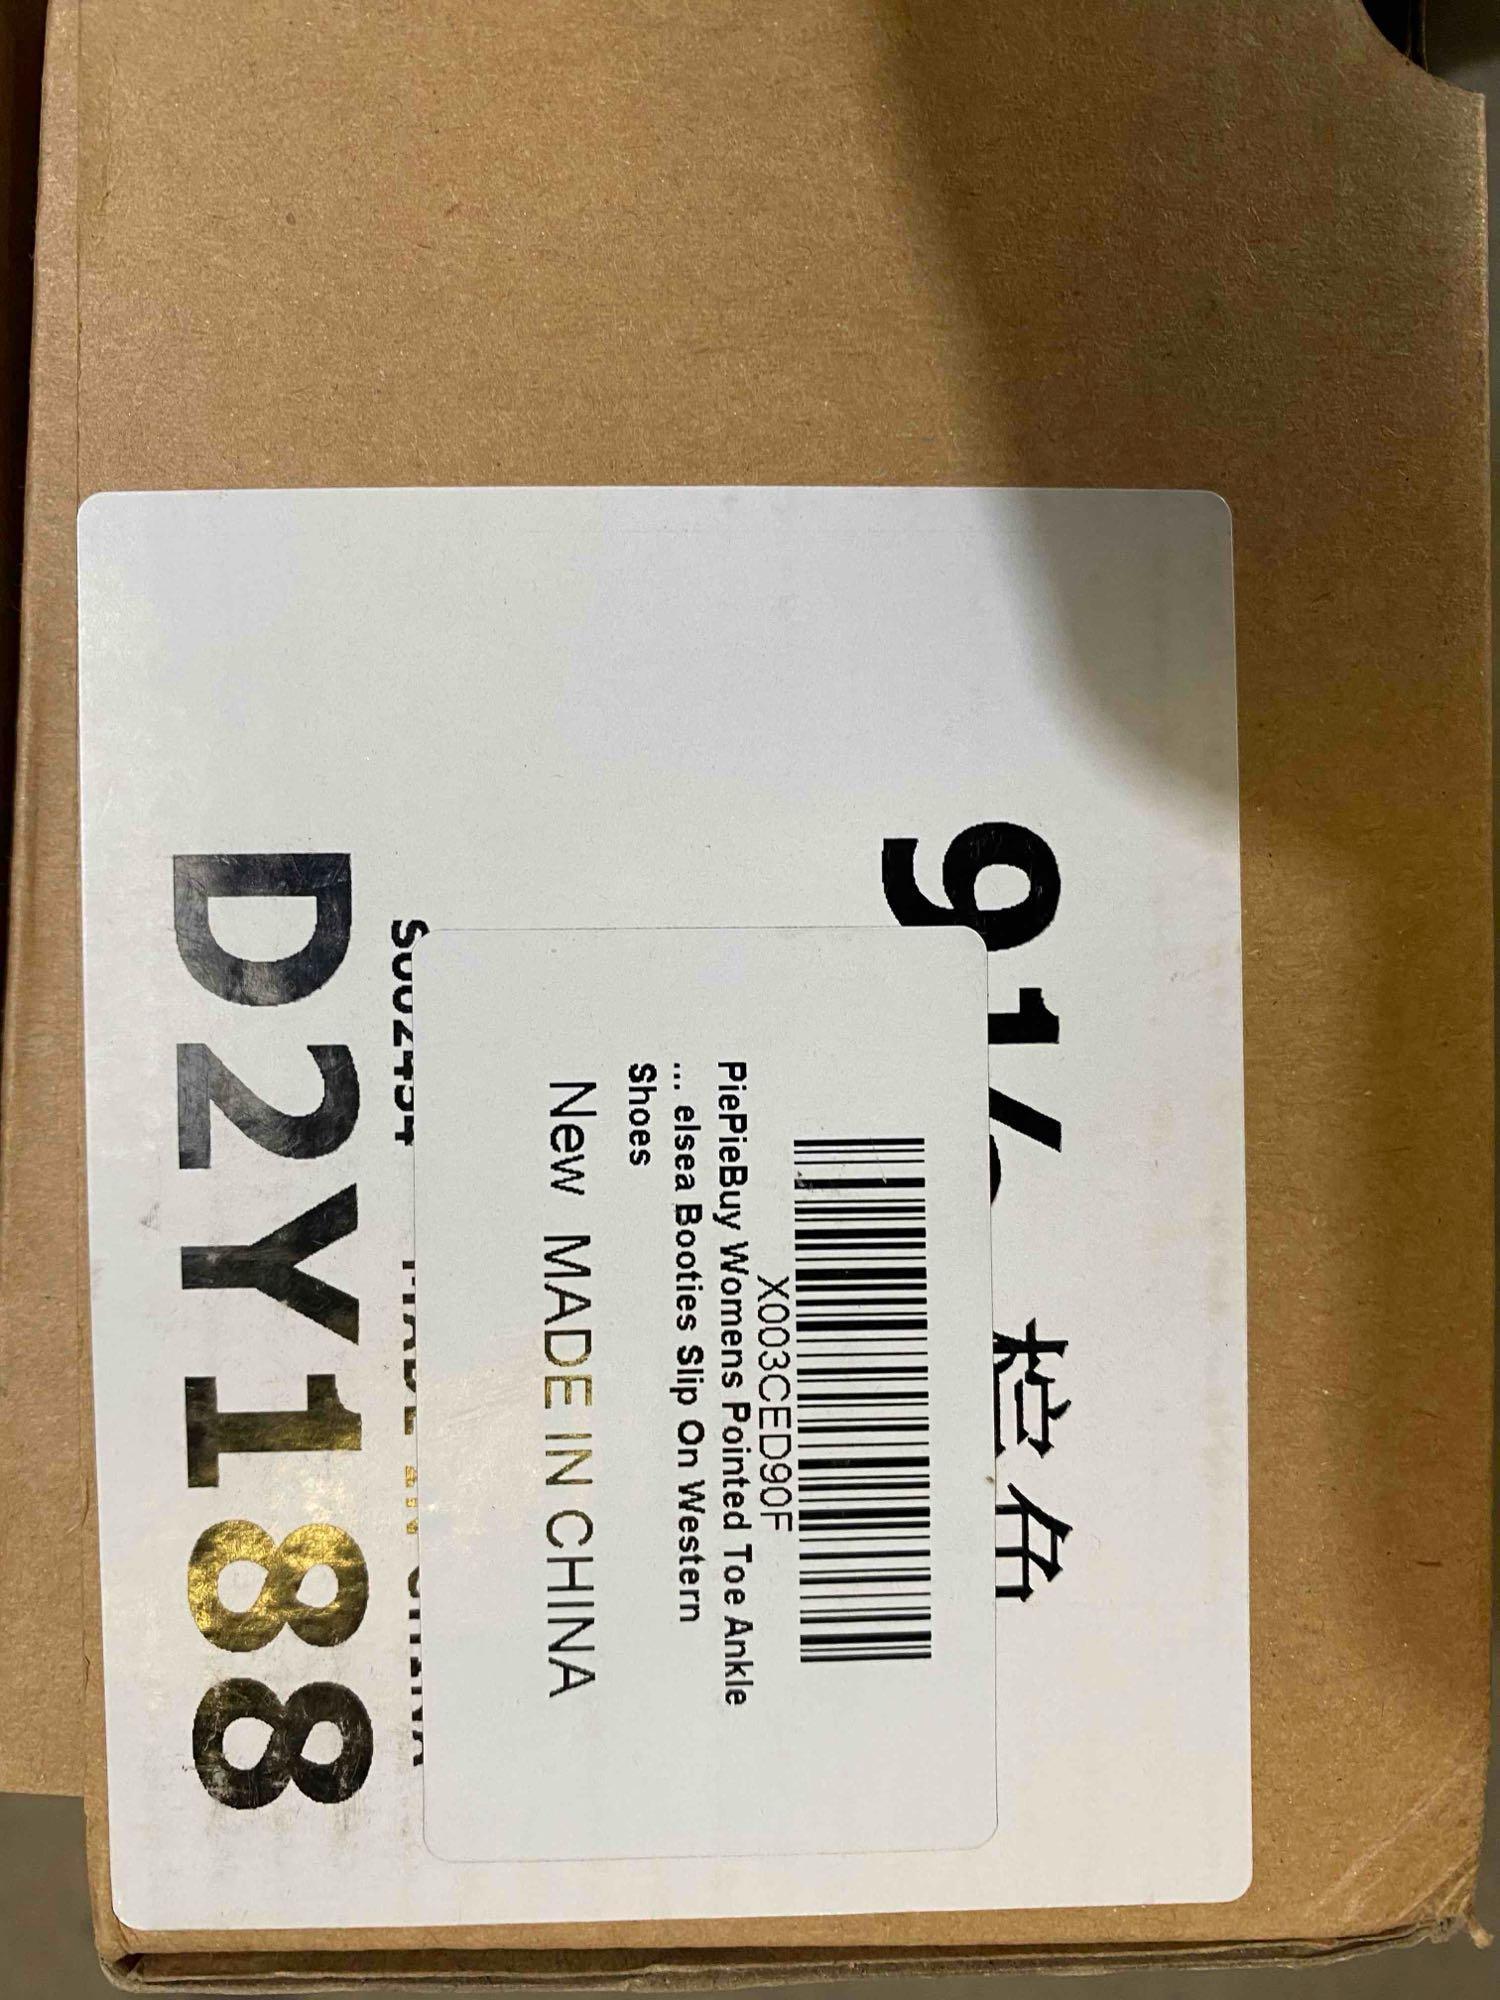 X003CED90F
PiePieBuy Womens Pointed Toe Ankle
... elsea Booties Slip On Western
Shoes
New MADE IN CHINA
D2Y188